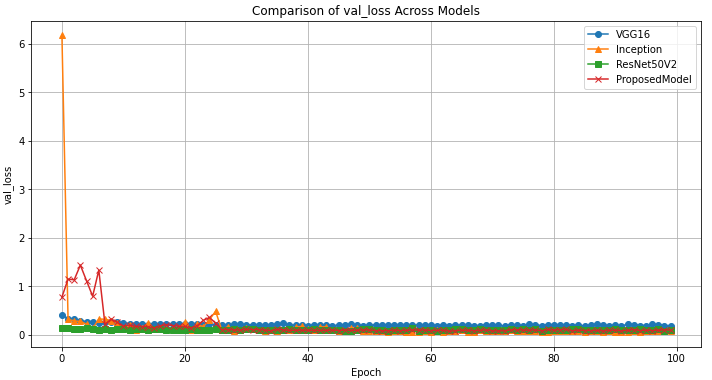 Comparison of val_loss Across Models
VGG16
Inception
ResNet50V2
ProposedModel
6
5
4
3
2
1
0
val_loss
0 20 40 60 80 100
Epoch